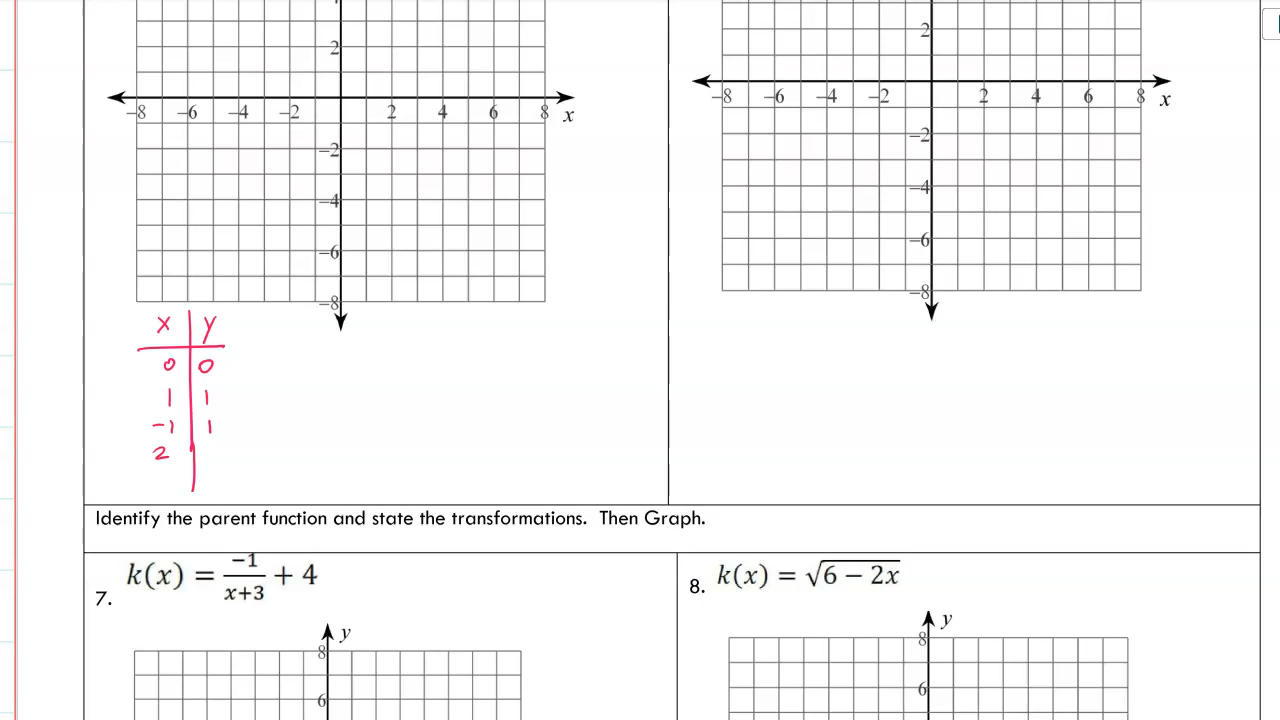 2
-8 -6 -4 -2 2 4 6 8 x
-2
-4
-6
-8
2
-8 -6 -4 -2 2 4 6 8 x
-2
-4
-6
-8
x y
0 0
1 1
-1 1
2
Identify the parent function and state the transformations. Then Graph.
7. k(x) = -1/(x+3) + 4
y
8
6
8. k(x) = √(6 − 2x)
y
8
6